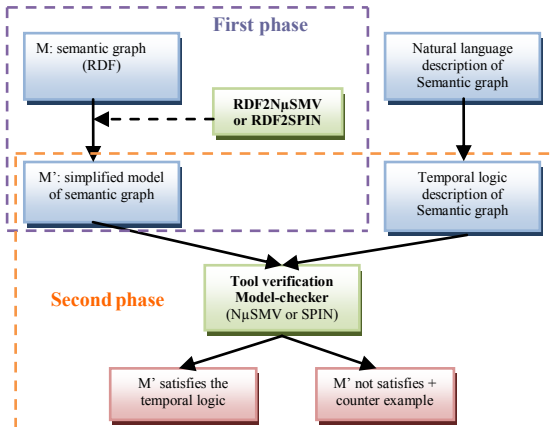 First phase
M: semantic graph
(RDF)
Natural language
description of
Semantic graph
RDF2NµSMV
or RDF2SPIN
M’: simplified model
of semantic graph
Temporal logic
description of
Semantic graph
Second phase
Tool verification
Model-checker
(NµSMV or SPIN)
M’ satisfies the
temporal logic
M’ not satisfies +
counter example